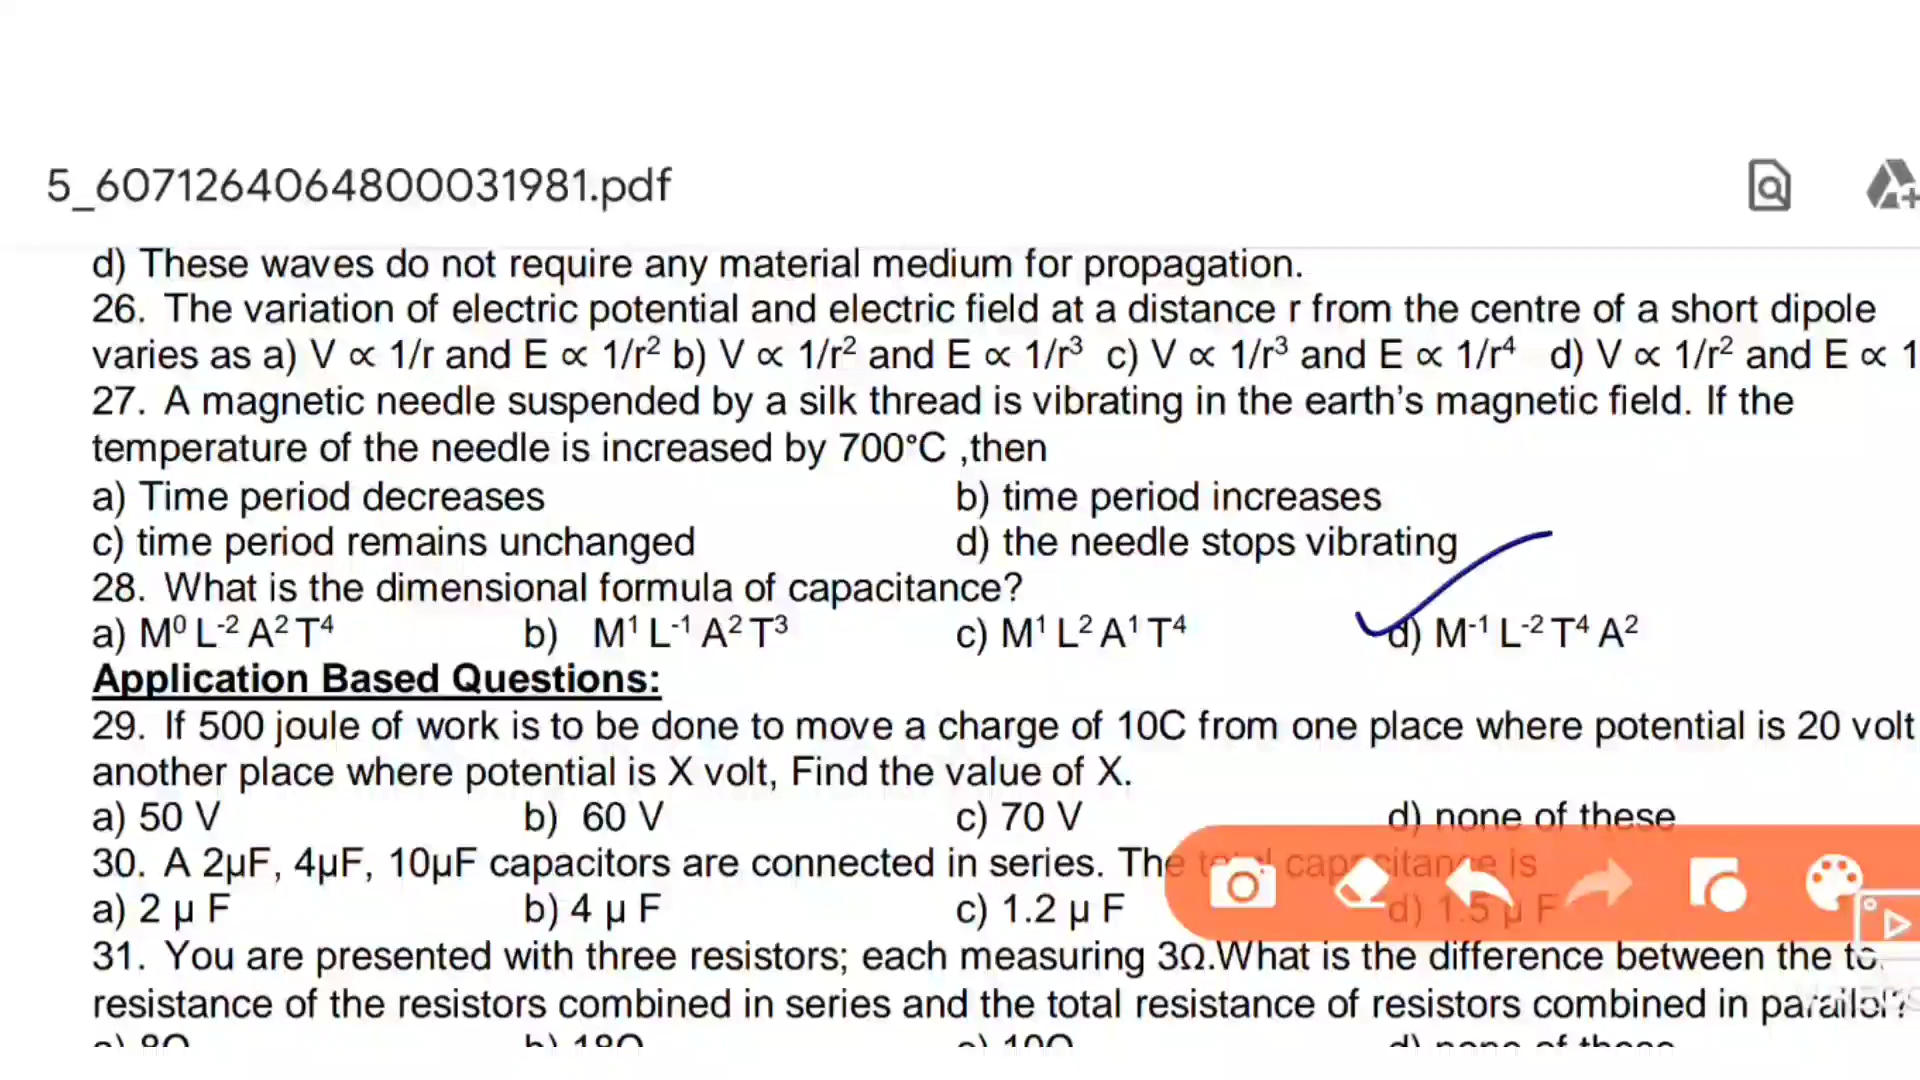 5_6071264064800031981.pdf
d) These waves do not require any material medium for propagation.
26. The variation of electric potential and electric field at a distance r from the centre of a short dipole
varies as a) V ∝ 1/r and E ∝ 1/r² b) V ∝ 1/r² and E ∝ 1/r³ c) V ∝ 1/r³ and E ∝ 1/r⁴ d) V ∝ 1/r² and E ∝ 1
27. A magnetic needle suspended by a silk thread is vibrating in the earth's magnetic field. If the
temperature of the needle is increased by 700°C ,then
a) Time period decreases b) time period increases
c) time period remains unchanged d) the needle stops vibrating
28. What is the dimensional formula of capacitance?
a) M⁰ L⁻² A² T⁴ b) M¹ L⁻¹ A² T³ c) M¹ L² A¹ T⁴ d) M⁻¹ L⁻² T⁴ A²
Application Based Questions:
29. If 500 joule of work is to be done to move a charge of 10C from one place where potential is 20 volt
another place where potential is X volt, Find the value of X.
a) 50 V b) 60 V c) 70 V d) none of these
30. A 2µF, 4µF, 10µF capacitors are connected in series. The total capacitance is
a) 2 µ F b) 4 µ F c) 1.2 µ F d) 1.5 µ F
31. You are presented with three resistors; each measuring 3Ω.What is the difference between the
resistance of the resistors combined in series and the total resistance of resistors combined in parallel?
d) none of these